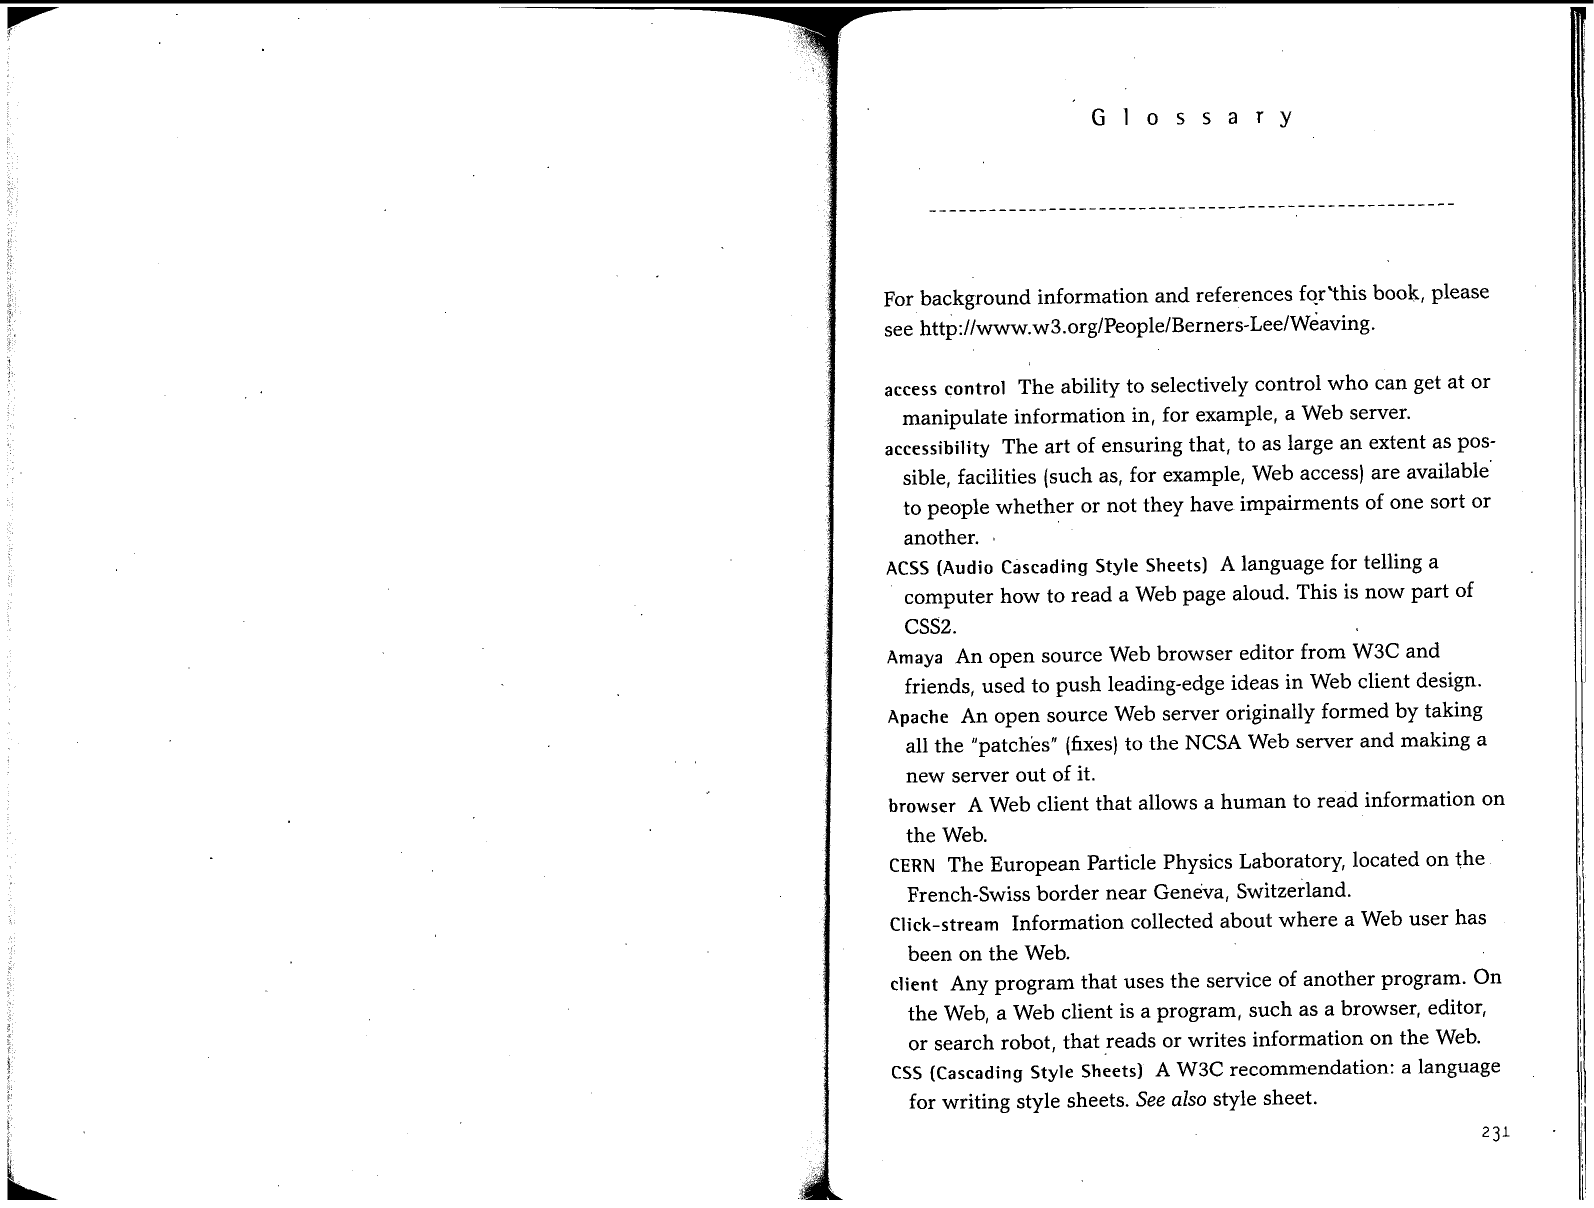 Glossary
For background information and references for this book, please
see http://www.w3.org/People/Berners-Lee/Weaving.
access control The ability to selectively control who can get at or
manipulate information in, for example, a Web server.
accessibility The art of ensuring that, to as large an extent as pos-
sible, facilities (such as, for example, Web access) are available
to people whether or not they have impairments of one sort or
another.
ACSS (Audio Cascading Style Sheets) A language for telling a
computer how to read a Web page aloud. This is now part of
CSS2.
Amaya An open source Web browser editor from W3C and
friends, used to push leading-edge ideas in Web client design.
Apache An open source Web server originally formed by taking
all the "patches" (fixes) to the NCSA Web server and making a
new server out of it.
browser A Web client that allows a human to read information on
the Web.
CERN The European Particle Physics Laboratory, located on the
French-Swiss border near Geneva, Switzerland.
Click-stream Information collected about where a Web user has
been on the Web.
client Any program that uses the service of another program. On
the Web, a Web client is a program, such as a browser, editor,
or search robot, that reads or writes information on the Web.
CSS (Cascading Style Sheets) A W3C recommendation: a language
for writing style sheets. See also style sheet.
231